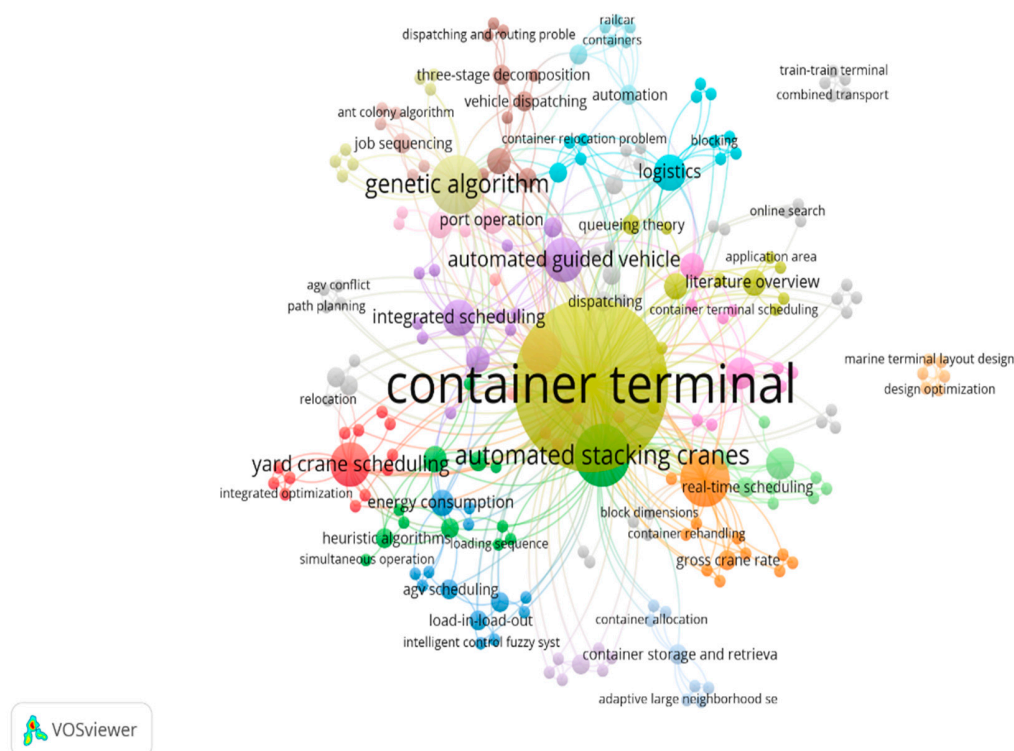 railcar
dispatching and routing proble
containers
train-train terminal
three-stage decomposition
combined transport
vehicle dispatching
automation
ant colony algorithm
container relocation problem
blocking
job sequencing
logistics
genetic algorithm
online search
port operation
queueing theory
automated guided vehicle
application area
literature overview
agv conflict
dispatching
path planning
container terminal scheduling
integrated scheduling
marine terminal layout design
container terminal
design optimization
relocation
automated stacking cranes
yard crane scheduling
real-time scheduling
integrated optimization
energy consumption
block dimensions
container rehandling
heuristic algorithms
loading sequence
simultaneous operation
gross crane rate
agv scheduling
load-in-load-out
container allocation
intelligent control fuzzy syst
container storage and retrieva
adaptive large neighborhood se
VOSviewer